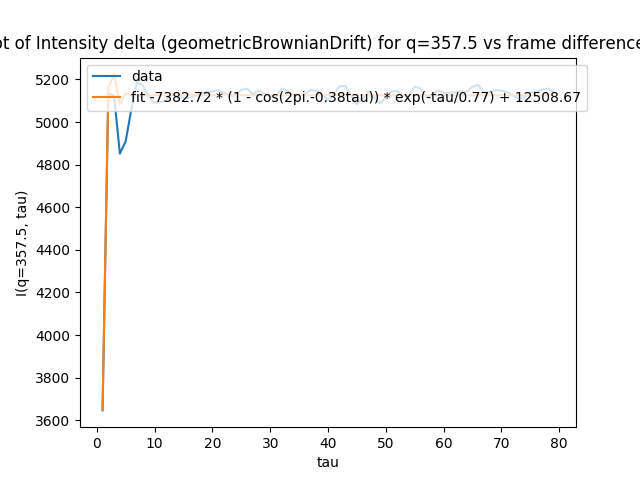 of Intensity delta (geometricBrownianDrift) for q=357.5 vs frame difference
data
fit -7382.72 * (1 - cos(2pi.-0.38tau)) * exp(-tau/0.77) + 12508.67
5200
5000
4800
4600
4400
4200
4000
3800
3600
I(q=357.5, tau)
0 10 20 30 40 50 60 70 80
tau